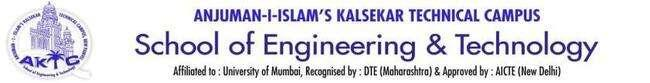 ANJUMAN-I-ISLAM'S KALSEKAR TECHNICAL CAMPUS
School of Engineering & Technology
Affiliated to : University of Mumbai, Recognised by : DTE (Maharashtra) & Approved by : AICTE (New Delhi)
AKTC